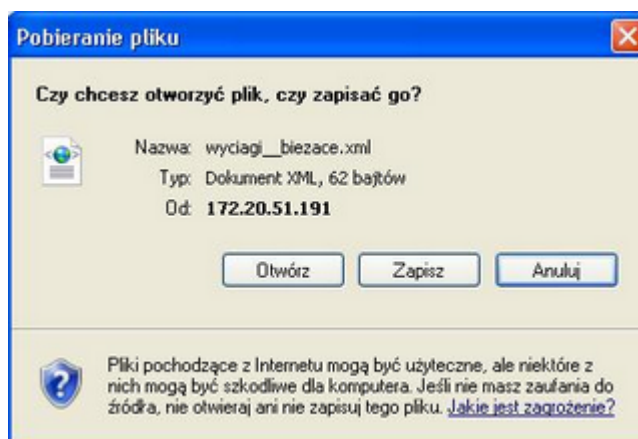 Pobieranie pliku
Czy chcesz otworzyć plik, czy zapisać go?
Nazwa: wyciagi__biezace.xml
Typ: Dokument XML, 62 bajtów
Od: 172.20.51.191
Otwórz Zapisz Anuluj
Pliki pochodzące z Internetu mogą być użyteczne, ale niektóre z
nich mogą być szkodliwe dla komputera. Jeśli nie masz zaufania do
źródła, nie otwieraj ani nie zapisuj tego pliku. Jakie jest zagrożenie?